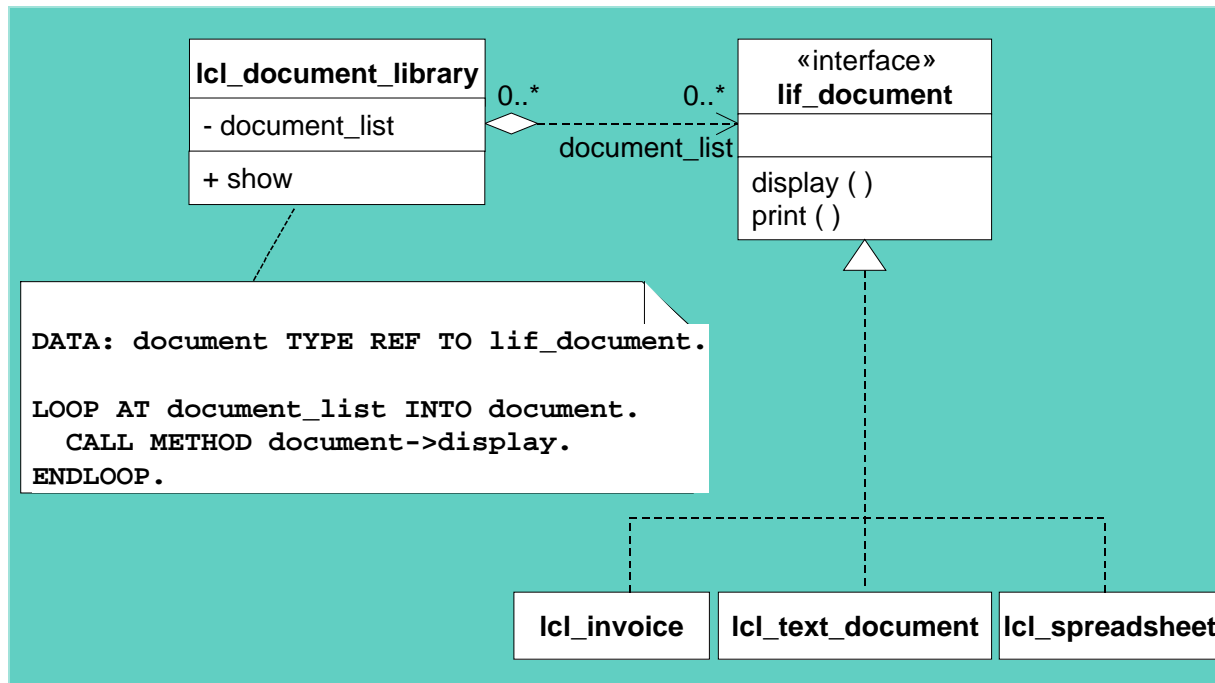 lcl_document_library
- document_list
+ show
0..*
0..*
document_list
«interface»
lif_document
display ( )
print ( )
DATA: document TYPE REF TO lif_document.
LOOP AT document_list INTO document.
CALL METHOD document->display.
ENDLOOP.
lcl_invoice
lcl_text_document
lcl_spreadsheet